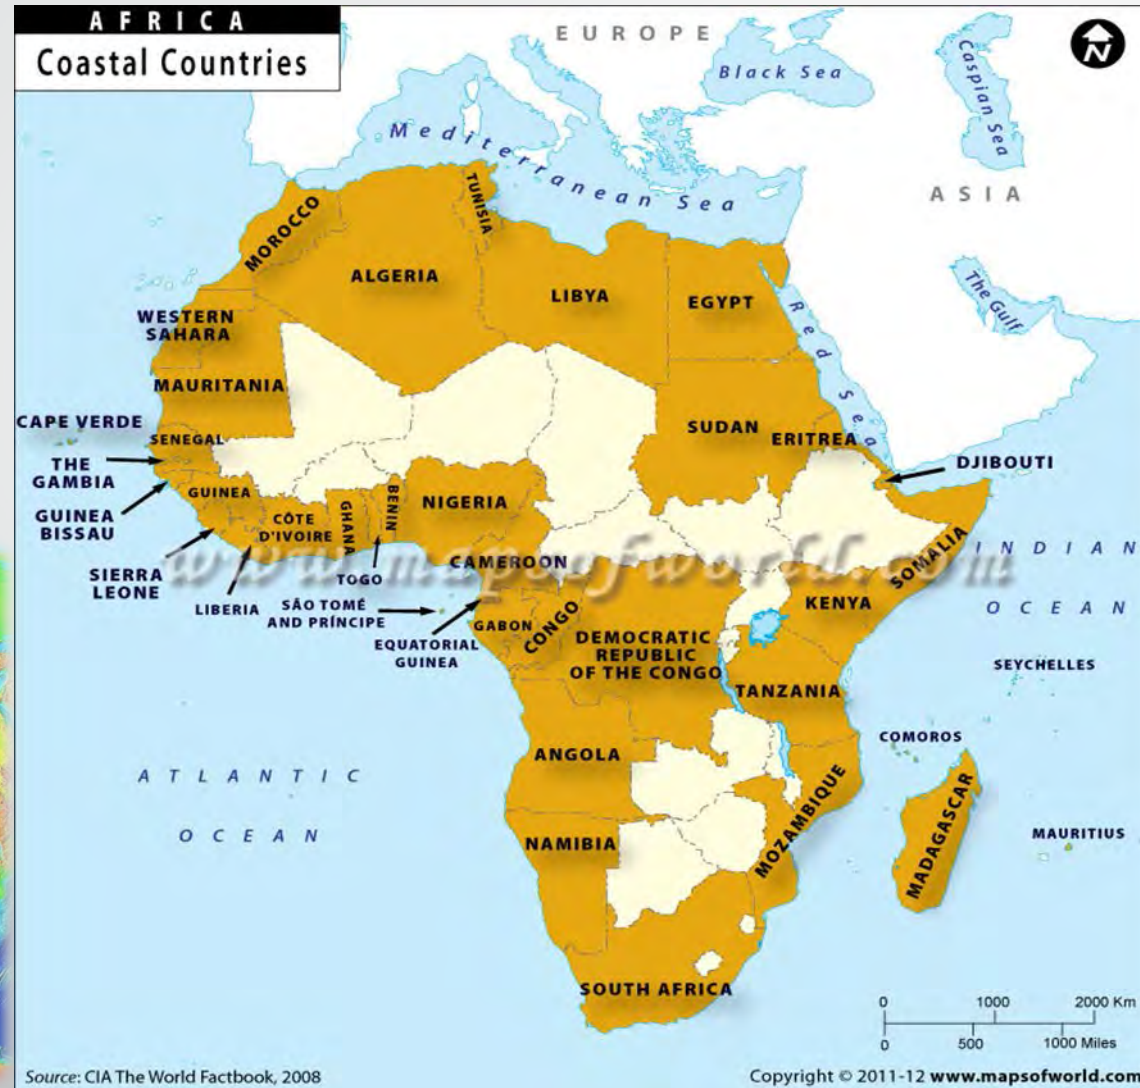 AFRICA
Coastal Countries
EUROPE
Black Sea
Caspian Sea
Mediterranean Sea
ASIA
TUNISIA
MOROCCO
ALGERIA
LIBYA
EGYPT
The Gulf
Red Sea
WESTERN
SAHARA
MAURITANIA
CAPE VERDE
SENEGAL
SUDAN
ERITREA
THE
GAMBIA
DJIBOUTI
GUINEA
BISSAU
GUINEA
CÔTE
D'IVOIRE
GHANA
BENIN
NIGERIA
SIERRA
LEONE
LIBERIA
TOGO
CAMEROON
SOMALIA
www.mapsofworld.com
INDIAN
OCEAN
SÃO TOMÉ
AND PRÍNCIPE
EQUATORIAL
GUINEA
GABON
CONGO
DEMOCRATIC
REPUBLIC
OF THE CONGO
KENYA
TANZANIA
SEYCHELLES
COMOROS
ANGOLA
ATLANTIC
OCEAN
NAMIBIA
MOZAMBIQUE
MADAGASCAR
MAURITIUS
SOUTH AFRICA
0 1000 2000 Km
0 500 1000 Miles
Source: CIA The World Factbook, 2008
Copyright © 2011-12 www.mapsofworld.com
N